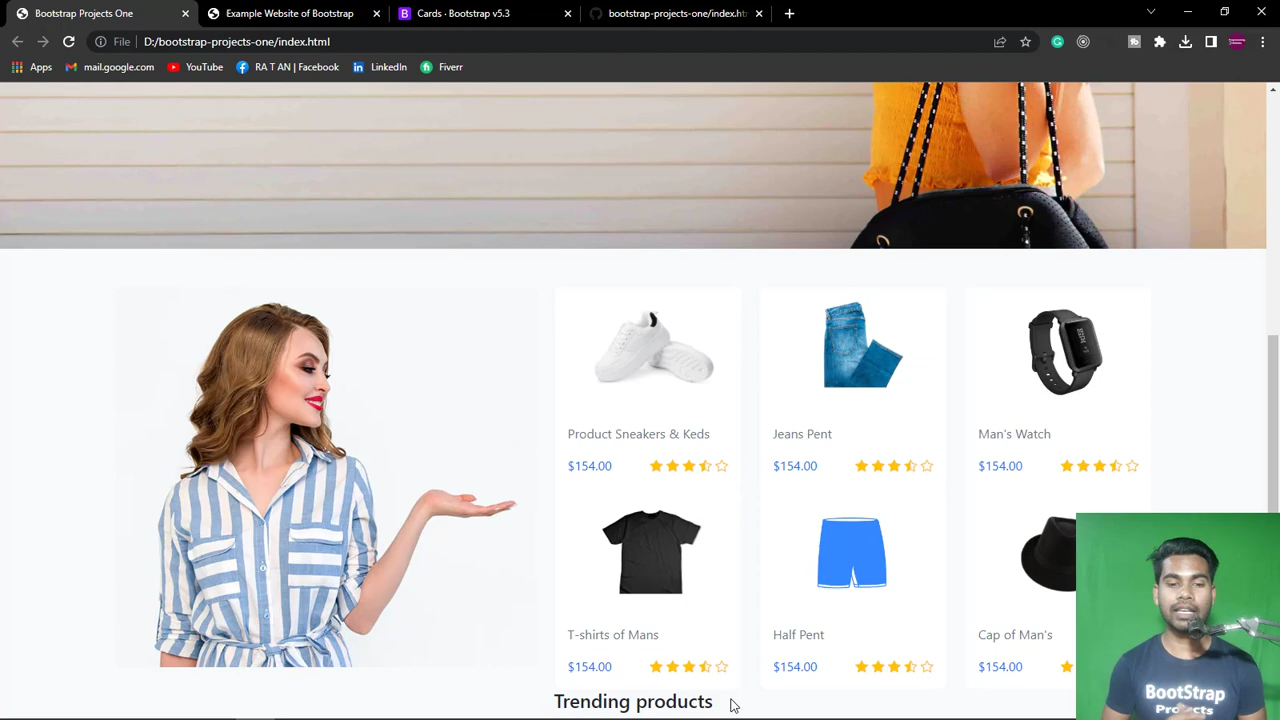 Bootstrap Projects One
Example Website of Bootstrap
Cards · Bootstrap v5.3
bootstrap-projects-one/index.htm
File
D:/bootstrap-projects-one/index.html
Apps
mail.google.com
YouTube
RA T AN | Facebook
LinkedIn
Fiverr
Product Sneakers & Keds
Jeans Pent
Man's Watch
$154.00
$154.00
$154.00
T-shirts of Mans
Half Pent
Cap of Man's
$154.00
$154.00
$154.00
Trending products
BootStrap
Projects